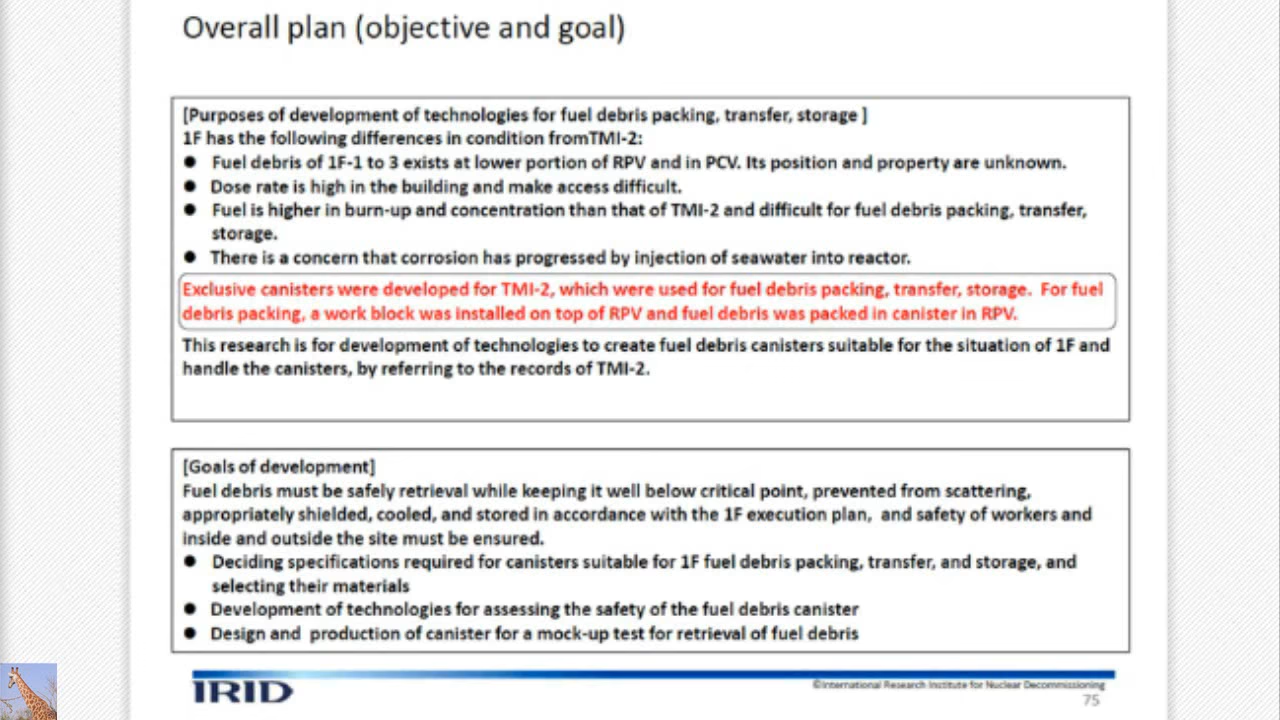 Overall plan (objective and goal)
[Purposes of development of technologies for fuel debris packing, transfer, storage ]
1F has the following differences in condition fromTMI-2:
● Fuel debris of 1F-1 to 3 exists at lower portion of RPV and in PCV. Its position and property are unknown.
● Dose rate is high in the building and make access difficult.
● Fuel is higher in burn-up and concentration than that of TMI-2 and difficult for fuel debris packing, transfer,
storage.
● There is a concern that corrosion has progressed by injection of seawater into reactor.
Exclusive canisters were developed for TMI-2, which were used for fuel debris packing, transfer, storage. For fuel
debris packing, a work block was installed on top of RPV and fuel debris was packed in canister in RPV.
This research is for development of technologies to create fuel debris canisters suitable for the situation of 1F and
handle the canisters, by referring to the records of TMI-2.
[Goals of development]
Fuel debris must be safely retrieval while keeping it well below critical point, prevented from scattering,
appropriately shielded, cooled, and stored in accordance with the 1F execution plan, and safety of workers and
inside and outside the site must be ensured.
● Deciding specifications required for canisters suitable for 1F fuel debris packing, transfer, and storage, and
selecting their materials
● Development of technologies for assessing the safety of the fuel debris canister
● Design and production of canister for a mock-up test for retrieval of fuel debris
IRID
©International Research Institute for Nuclear Decommissioning
75